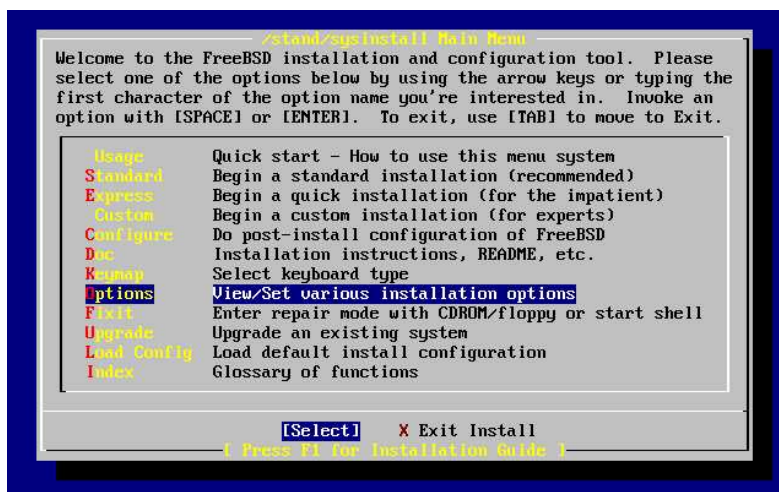 /stand/sysinstall Main Menu
Welcome to the FreeBSD installation and configuration tool.  Please
select one of the options below by using the arrow keys or typing the
first character of the option name you're interested in.  Invoke an
option with [SPACE] or [ENTER].  To exit, use [TAB] to move to Exit.
Usage Quick start - How to use this menu system
Standard Begin a standard installation (recommended)
Express Begin a quick installation (for the impatient)
Custom Begin a custom installation (for experts)
Configure Do post-install configuration of FreeBSD
Doc Installation instructions, README, etc.
Keymap Select keyboard type
Options View/Set various installation options
Fixit Enter repair mode with CDROM/floppy or start shell
Upgrade Upgrade an existing system
Load Config Load default install configuration
Index Glossary of functions
[Select] X Exit Install
[ Press F1 for Installation Guide ]